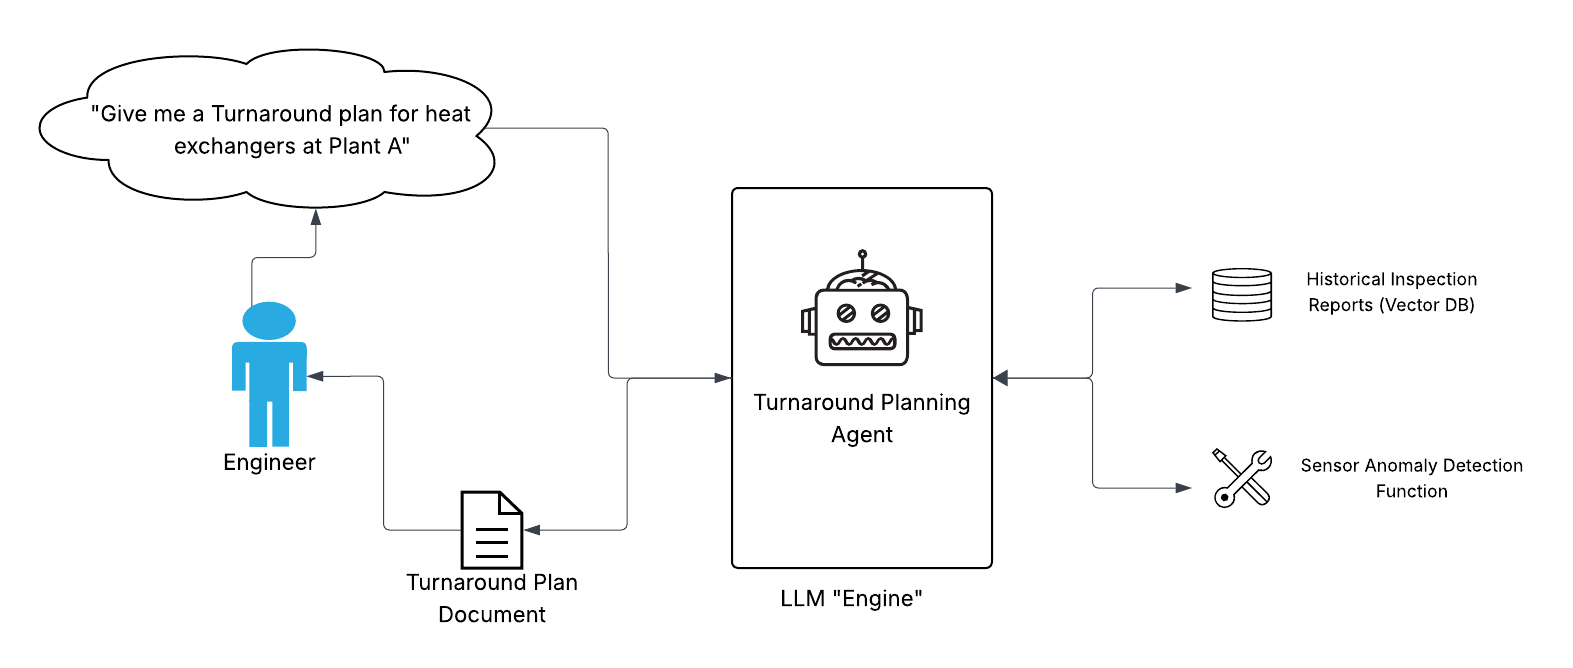 "Give me a Turnaround plan for heat
exchangers at Plant A"
Engineer
Turnaround Plan
Document
Turnaround Planning
Agent
LLM "Engine"
Historical Inspection
Reports (Vector DB)
Sensor Anomaly Detection
Function